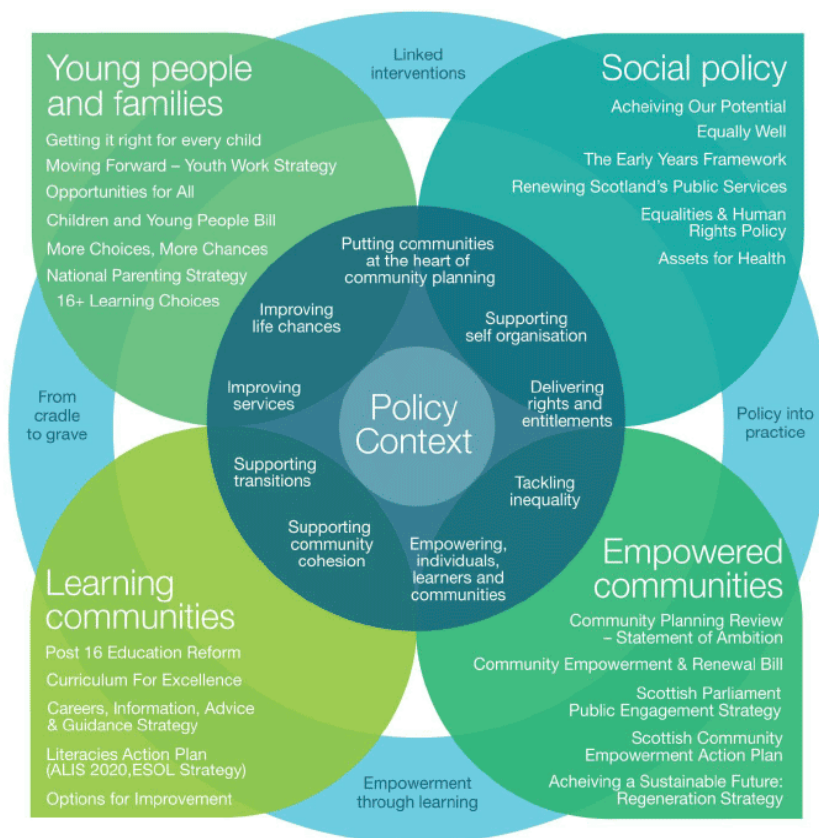 Linked
interventions
Young people
and families
Getting it right for every child
Moving Forward – Youth Work Strategy
Opportunities for All
Children and Young People Bill
More Choices, More Chances
National Parenting Strategy
16+ Learning Choices
Social policy
Acheiving Our Potential
Equally Well
The Early Years Framework
Renewing Scotland's Public Services
Equalities & Human
Rights Policy
Assets for Health
Putting communities
at the heart of
community planning
Improving
life chances
Supporting
self organisation
Improving
services
Delivering
rights and
entitlements
Policy
Context
Supporting
transitions
Tackling
inequality
Supporting
community
cohesion
Empowering,
individuals,
learners and
communities
From
cradle
to grave
Policy into
practice
Learning
communities
Post 16 Education Reform
Curriculum For Excellence
Careers, Information, Advice
& Guidance Strategy
Literacies Action Plan
(ALIS 2020,ESOL Strategy)
Options for Improvement
Empowered
communities
Community Planning Review
– Statement of Ambition
Community Empowerment & Renewal Bill
Scottish Parliament
Public Engagement Strategy
Scottish Community
Empowerment Action Plan
Acheiving a Sustainable Future:
Regeneration Strategy
Empowerment
through learning